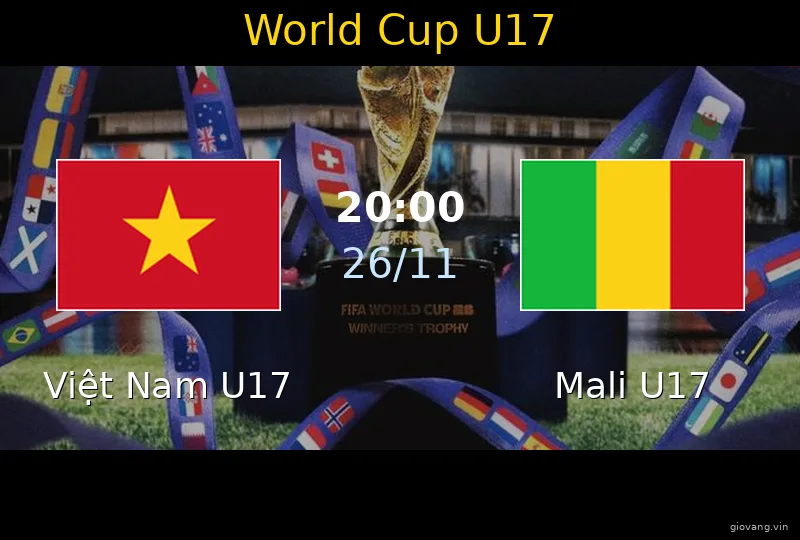 World Cup U17
20:00
26/11
FIFA WORLD CUP 26
WINNER'S TROPHY
Việt Nam U17
Mali U17
giovang.vin